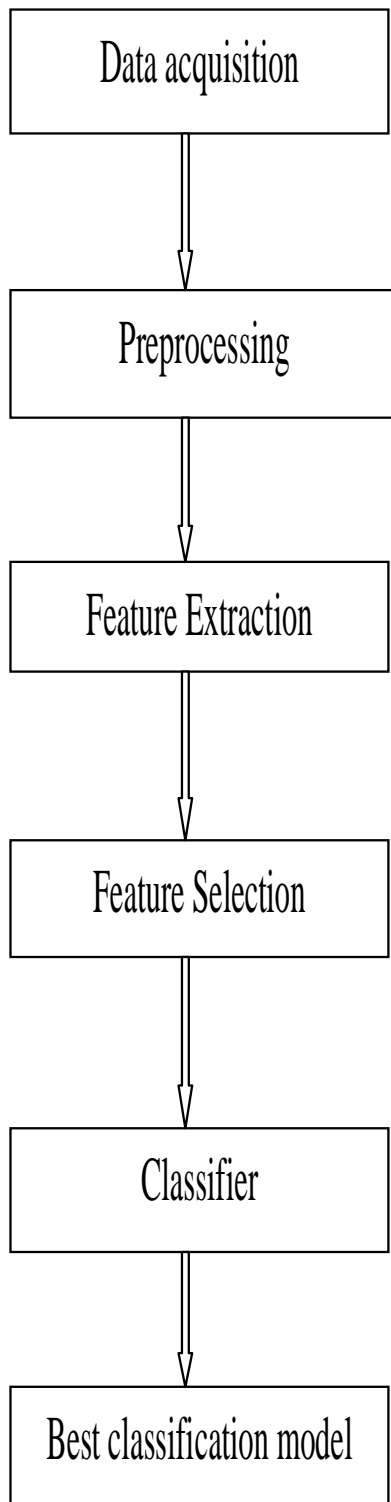 Data acquisition
Preprocessing
Feature Extraction
Feature Selection
Classifier
Best classification model